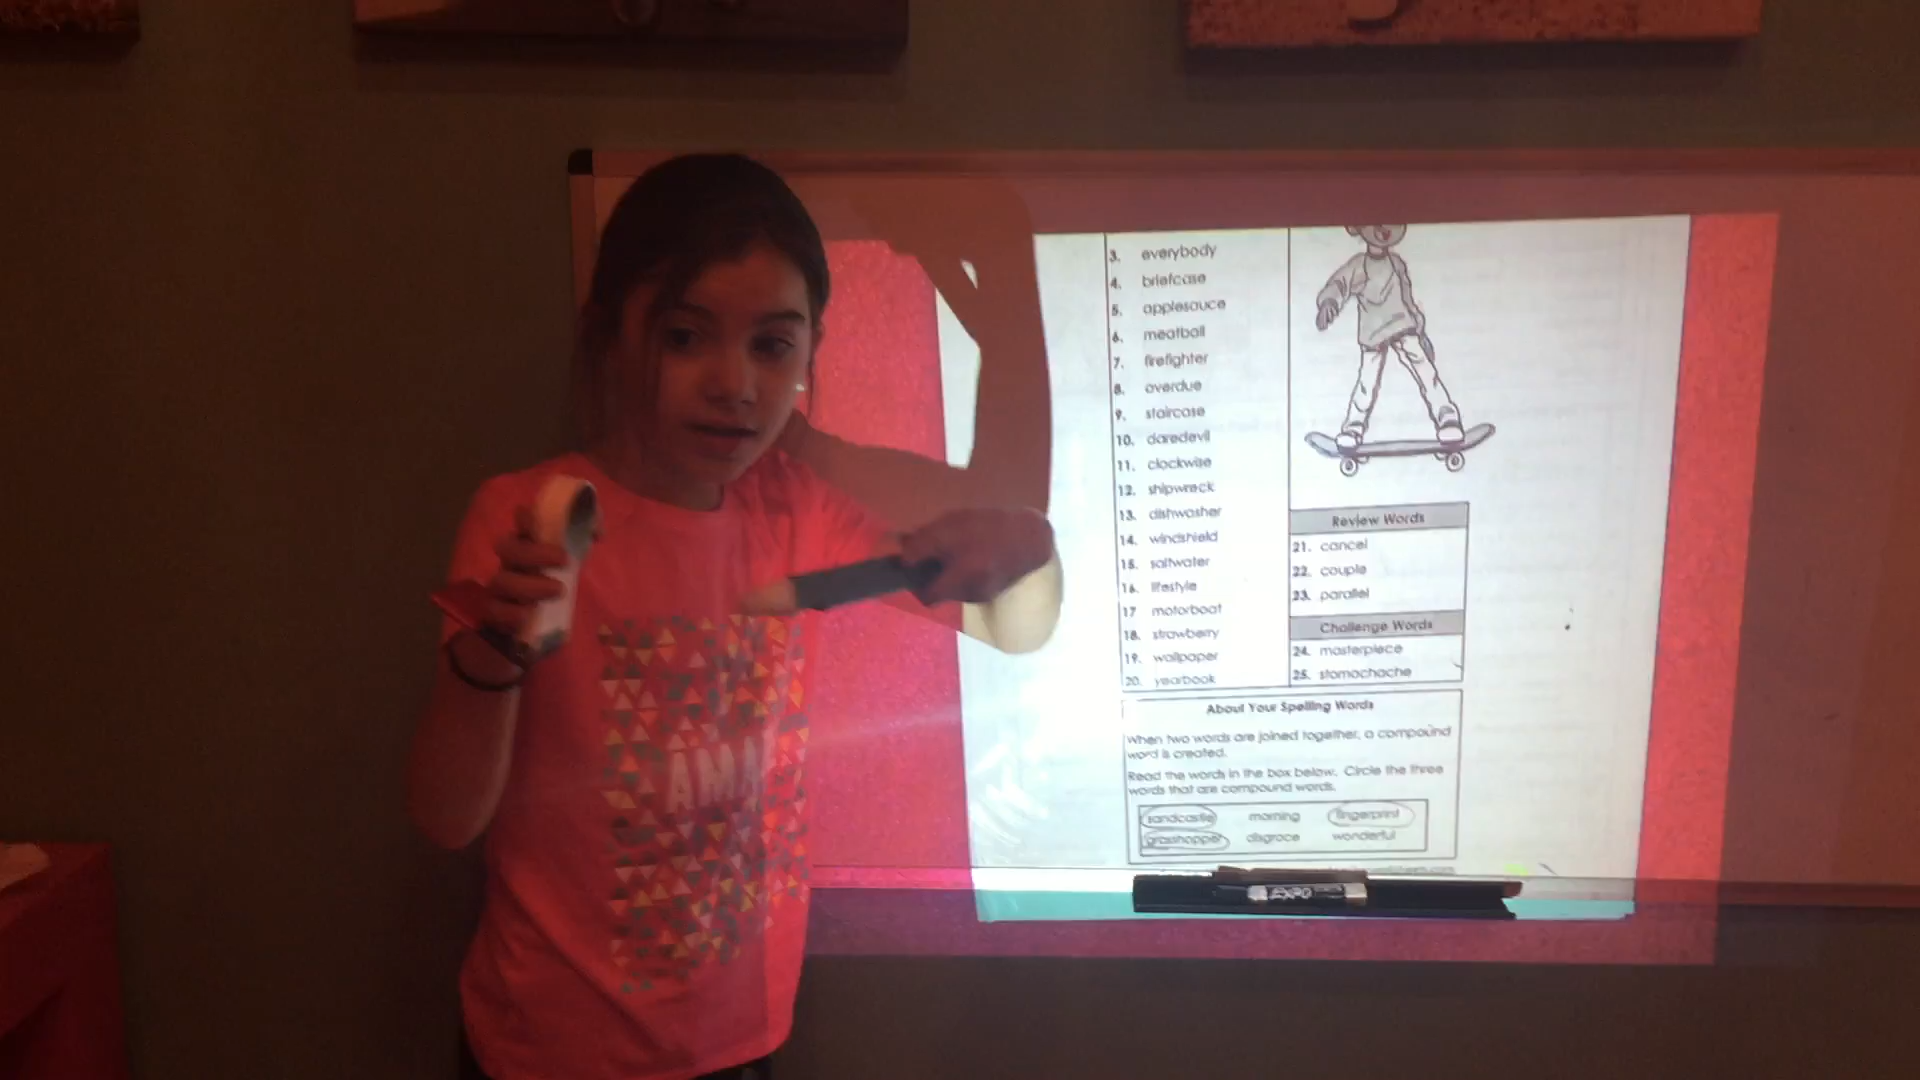 3. everybody
4. briefcase
5. applesauce
6. meatball
7. firefighter
8. overdue
9. staircase
10. daredevil
11. clockwise
12. shipwreck
13. dishwasher
14. windshield
15. saltwater
16. lifestyle
17 motorboat
18. strawberry
19. wallpaper
20. yearbook
Review Words
21. cancel
22. couple
23. parallel
Challenge Words
24. masterpiece
25. stomachache
About Your Spelling Words
When two words are joined together, a compound
word is created.
Read the words in the box below. Circle the three
words that are compound words.
sandcastle morning fingerprint
grasshopper disgrace wonderful
EXPO
AMA